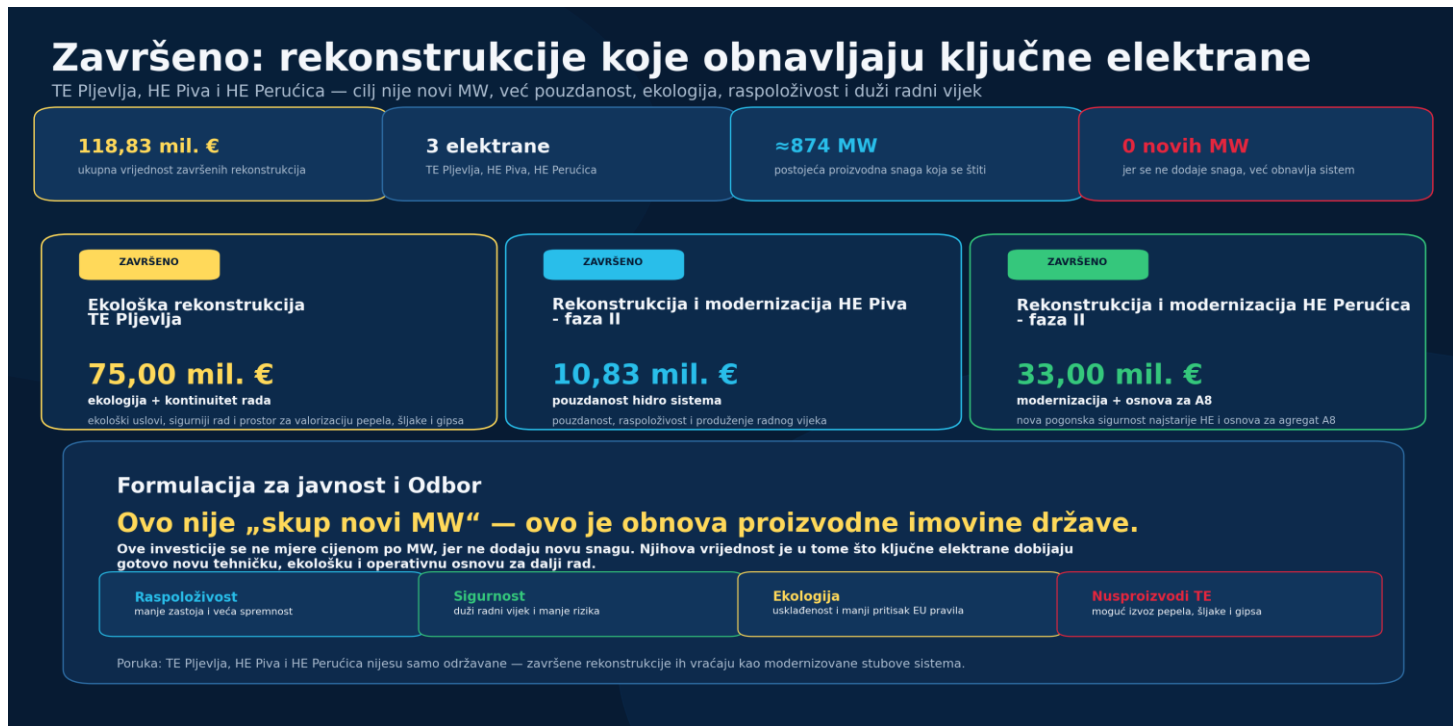 Završeno: rekonstrukcije koje obnavljaju ključne elektrane
TE Pljevlja, HE Piva i HE Perućica — cilj nije novi MW, već pouzdanost, ekologija, raspoloživost i duži radni vijek
118,83 mil. €
ukupna vrijednost završenih rekonstrukcija
3 elektrane
TE Pljevlja, HE Piva, HE Perućica
≈874 MW
postojeća proizvodna snaga koja se štiti
0 novih MW
jer se ne dodaje snaga, već obnavlja sistem
ZAVRŠENO
Ekološka rekonstrukcija
TE Pljevlja
75,00 mil. €
ekologija + kontinuitet rada
ekološki uslovi, sigurniji rad i prostor za valorizaciju pepela, šljake i gipsa
ZAVRŠENO
Rekonstrukcija i modernizacija HE Piva
- faza II
10,83 mil. €
pouzdanost hidro sistema
pouzdanost, raspoloživost i produženje radnog vijeka
ZAVRŠENO
Rekonstrukcija i modernizacija HE Perućica
- faza II
33,00 mil. €
modernizacija + osnova za A8
nova pogonska sigurnost najstarije HE i osnova za agregat A8
Formulacija za javnost i Odbor
Ovo nije „skup novi MW“ — ovo je obnova proizvodne imovine države.
Ove investicije se ne mjere cijenom po MW, jer ne dodaju novu snagu. Njihova vrijednost je u tome što ključne elektrane dobijaju
gotovo novu tehničku, ekološku i operativnu osnovu za dalji rad.
Raspoloživost
manje zastoja i veća spremnost
Sigurnost
duži radni vijek i manje rizika
Ekologija
usklađenost i manji pritisak EU pravila
Nusproizvodi TE
moguć izvoz pepela, šljake i gipsa
Poruka: TE Pljevlja, HE Piva i HE Perućica nijesu samo održavane — završene rekonstrukcije ih vraćaju kao modernizovane stubove sistema.